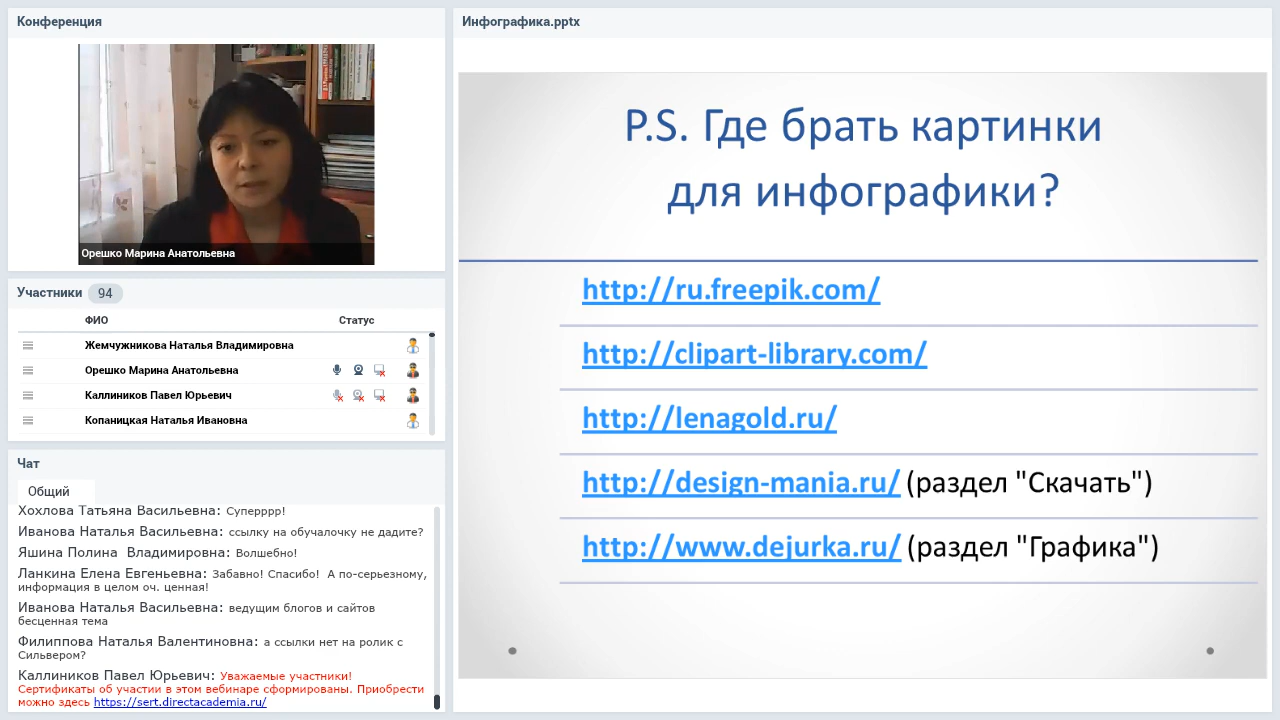 Конференция
Орешко Марина Анатольевна
Участники 94
ФИО Статус
Жемчужникова Наталья Владимировна
Орешко Марина Анатольевна
Каллиников Павел Юрьевич
Копаницкая Наталья Ивановна
Чат
Общий
Хохлова Татьяна Васильевна: Суперррр!
Иванова Наталья Васильевна: ссылку на обучалочку не дадите?
Яшина Полина  Владимировна: Волшебно!
Ланкина Елена Евгеньевна: Забавно! Спасибо!  А по-серьезному,
информация в целом оч. ценная!
Иванова Наталья Васильевна: ведущим блогов и сайтов
бесценная тема
Филиппова Наталья Валентиновна: а ссылки нет на ролик с
Сильвером?
Каллиников Павел Юрьевич: Уважаемые участники!
Сертификаты об участии в этом вебинаре сформированы. Приобрести
можно здесь https://sert.directacademia.ru/
Инфографика.pptx
P.S. Где брать картинки
для инфографики?
http://ru.freepik.com/
http://clipart-library.com/
http://lenagold.ru/
http://design-mania.ru/ (раздел "Скачать")
http://www.dejurka.ru/ (раздел "Графика")